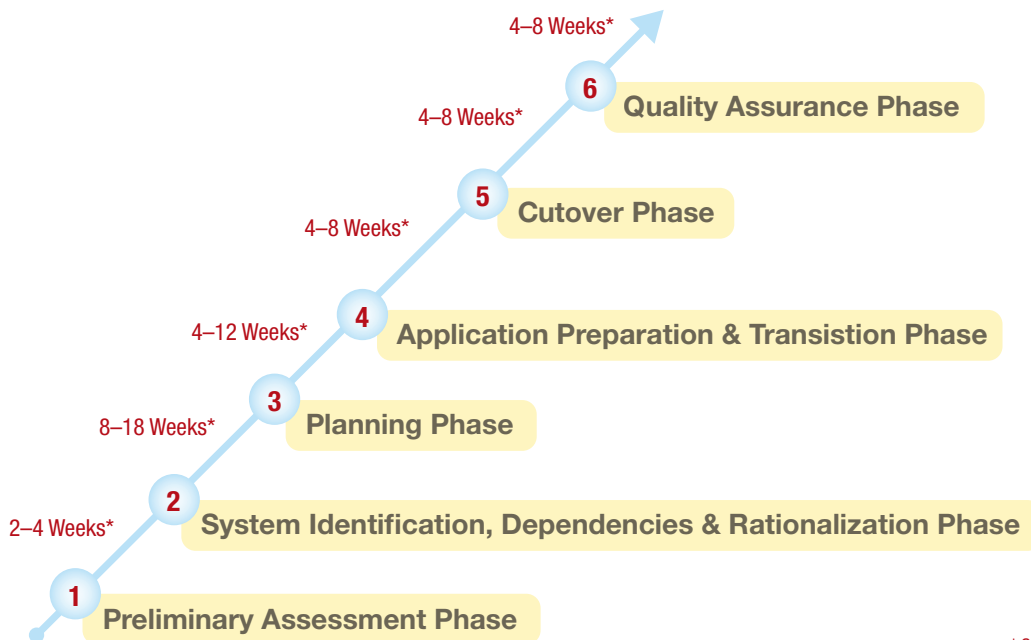 4–8 Weeks*
6
Quality Assurance Phase
4–8 Weeks*
5
Cutover Phase
4–8 Weeks*
4
Application Preparation & Transistion Phase
4–12 Weeks*
3
Planning Phase
8–18 Weeks*
2
System Identification, Dependencies & Rationalization Phase
2–4 Weeks*
1
Preliminary Assessment Phase